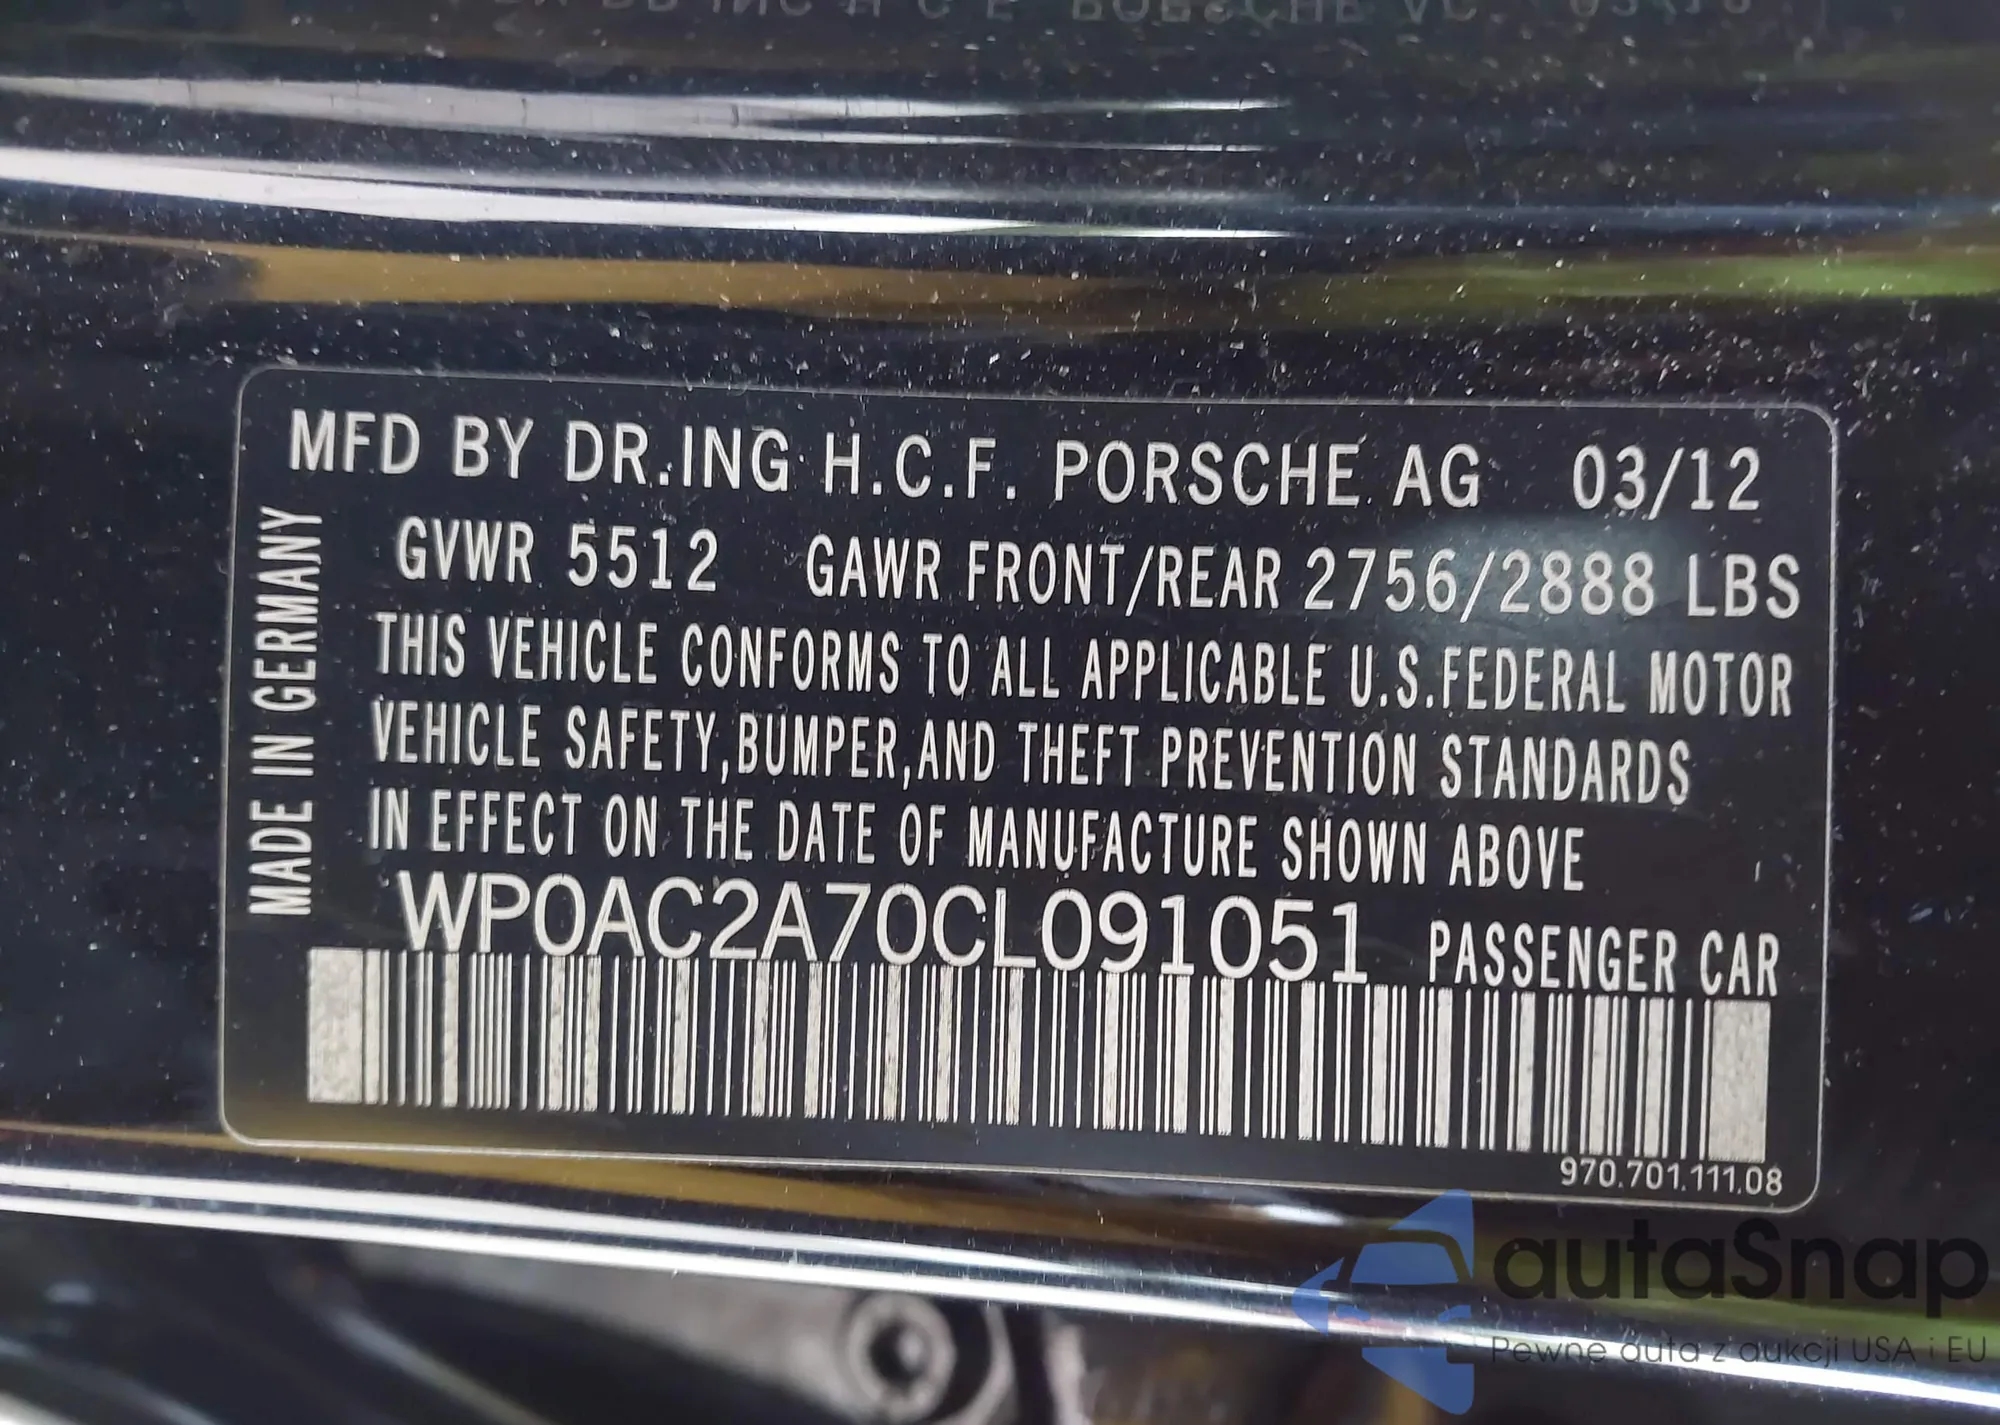 MFD BY DR.ING H.C.F. PORSCHE AG 03/12
GVWR 5512 GAWR FRONT/REAR 2756/2888 LBS
THIS VEHICLE CONFORMS TO ALL APPLICABLE U.S.FEDERAL MOTOR
VEHICLE SAFETY,BUMPER,AND THEFT PREVENTION STANDARDS
IN EFFECT ON THE DATE OF MANUFACTURE SHOWN ABOVE
WP0AC2A70CL091051 PASSENGER CAR
970.701.111.08
MADE IN GERMANY
autaSnap
Pewne auta z aukcji USA i EU